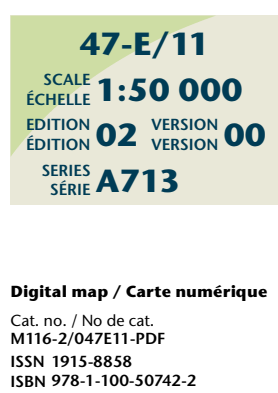 47-E/11
SCALE
ÉCHELLE 1:50 000
EDITION
ÉDITION 02 VERSION
VERSION 00
SERIES
SÉRIE A713
Digital map / Carte numérique
Cat. no. / No de cat.
M116-2/047E11-PDF
ISSN 1915-8858
ISBN 978-1-100-50742-2